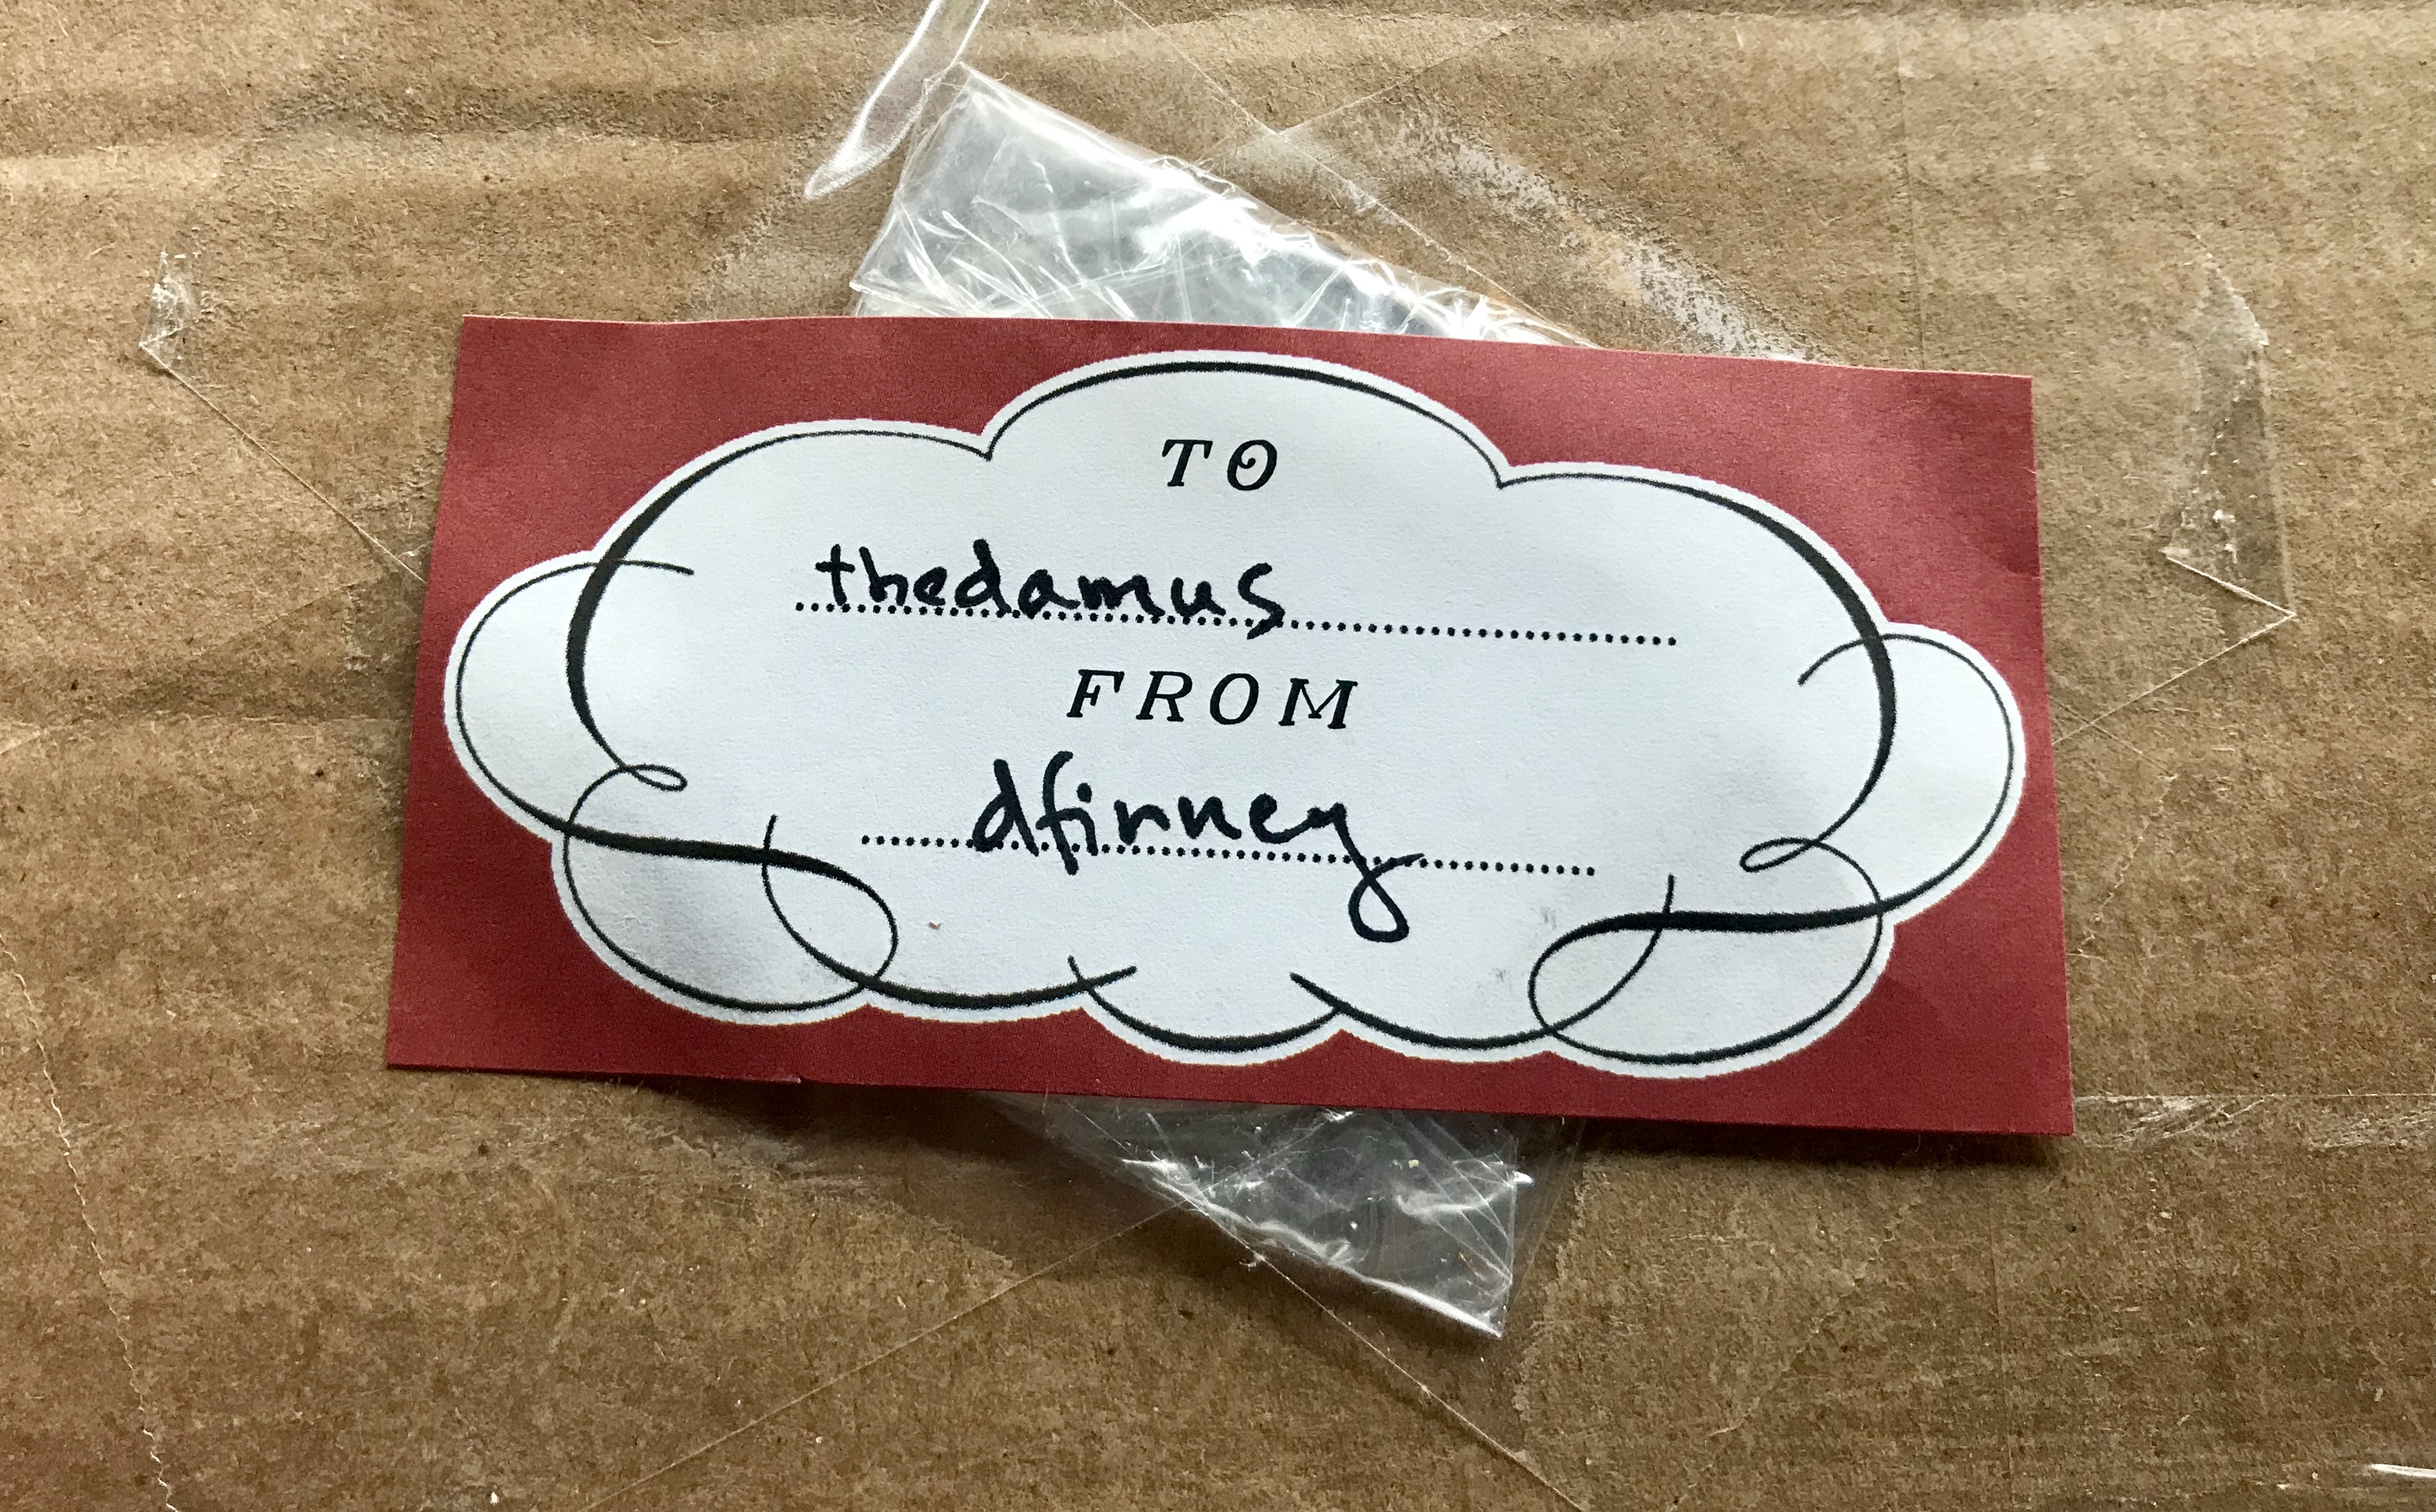 TO
thedamus
FROM
dfinney